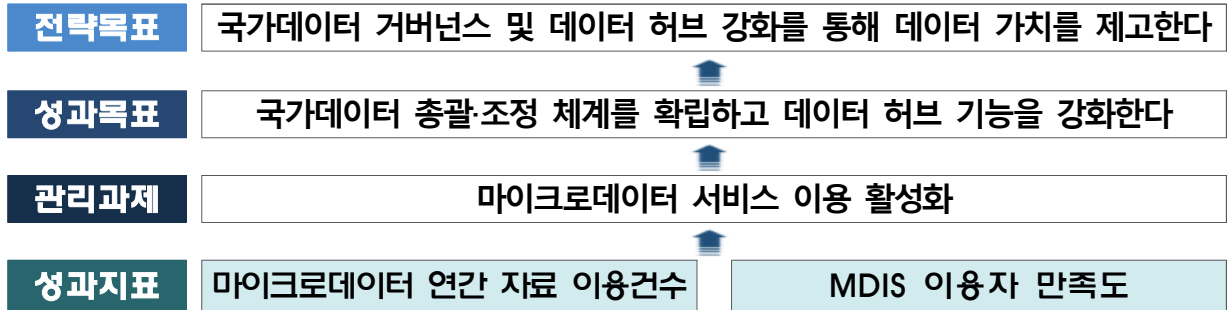 전략목표 국가데이터 거버넌스 및 데이터 허브 강화를 통해 데이터 가치를 제고한다
성과목표 국가데이터 총괄·조정 체계를 확립하고 데이터 허브 기능을 강화한다
관리과제 마이크로데이터 서비스 이용 활성화
성과지표 마이크로데이터 연간 자료 이용건수 MDIS 이용자 만족도